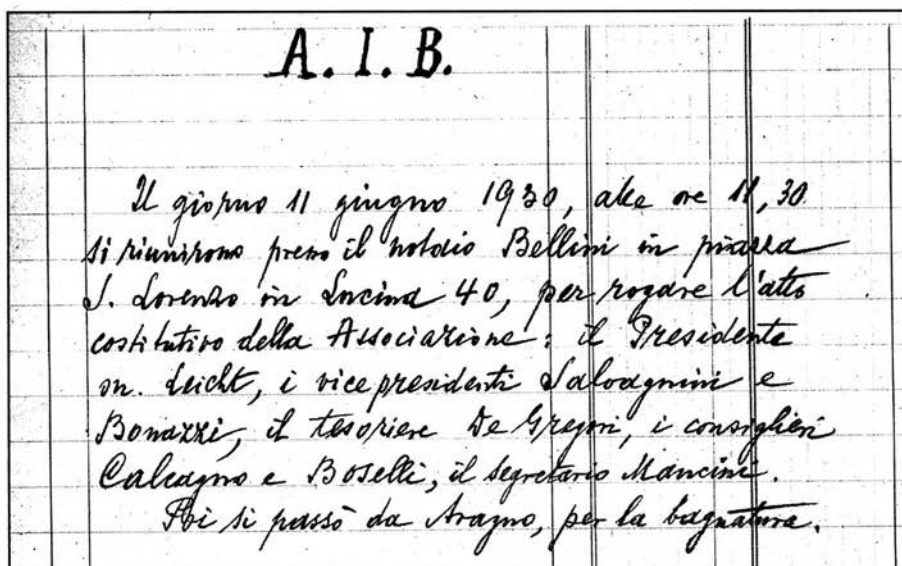 A. I. B.
Il giorno 11 giugno 1930, alle ore 11,30
si riunirono presso il notaio Bellini in piazza
S. Lorenzo in Lucina 40, per rogare l'atto
costitutivo della Associazione: il Presidente
on. Leicht, i vicepresidenti Salvagnini e
Bonazzi, il tesoriere De Gregori, i consiglieri
Calcagno e Boselli, il segretario Mancini.
Poi si passò da Aragno, per la bagnatura.